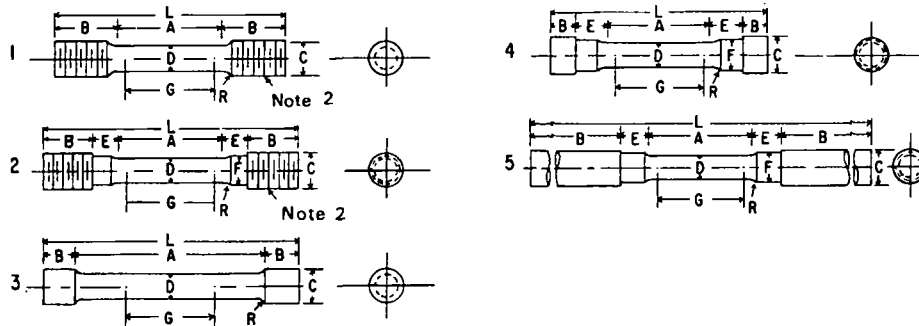 L
B A B
1 D C
G R
Note 2
L
B E A E B
2 D F C
G R
Note 2
L
B A B
3 D C
G R
L
B E A E B
4 D F C
G R
L
B E A E B
5 D F C
G R